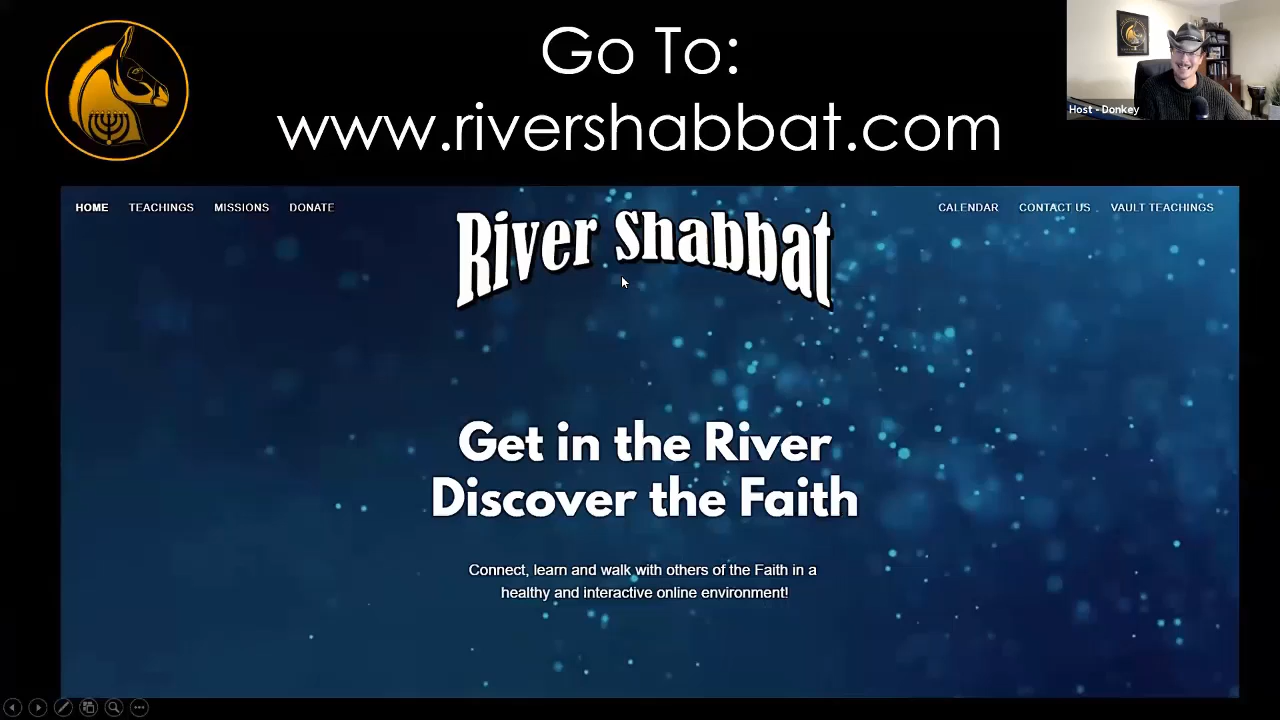 Go To:
www.rivershabbat.com
Host - Donkey
HOME TEACHINGS MISSIONS DONATE
CALENDAR CONTACT US VAULT TEACHINGS
River Shabbat
Get in the River
Discover the Faith
Connect, learn and walk with others of the Faith in a
healthy and interactive online environment!